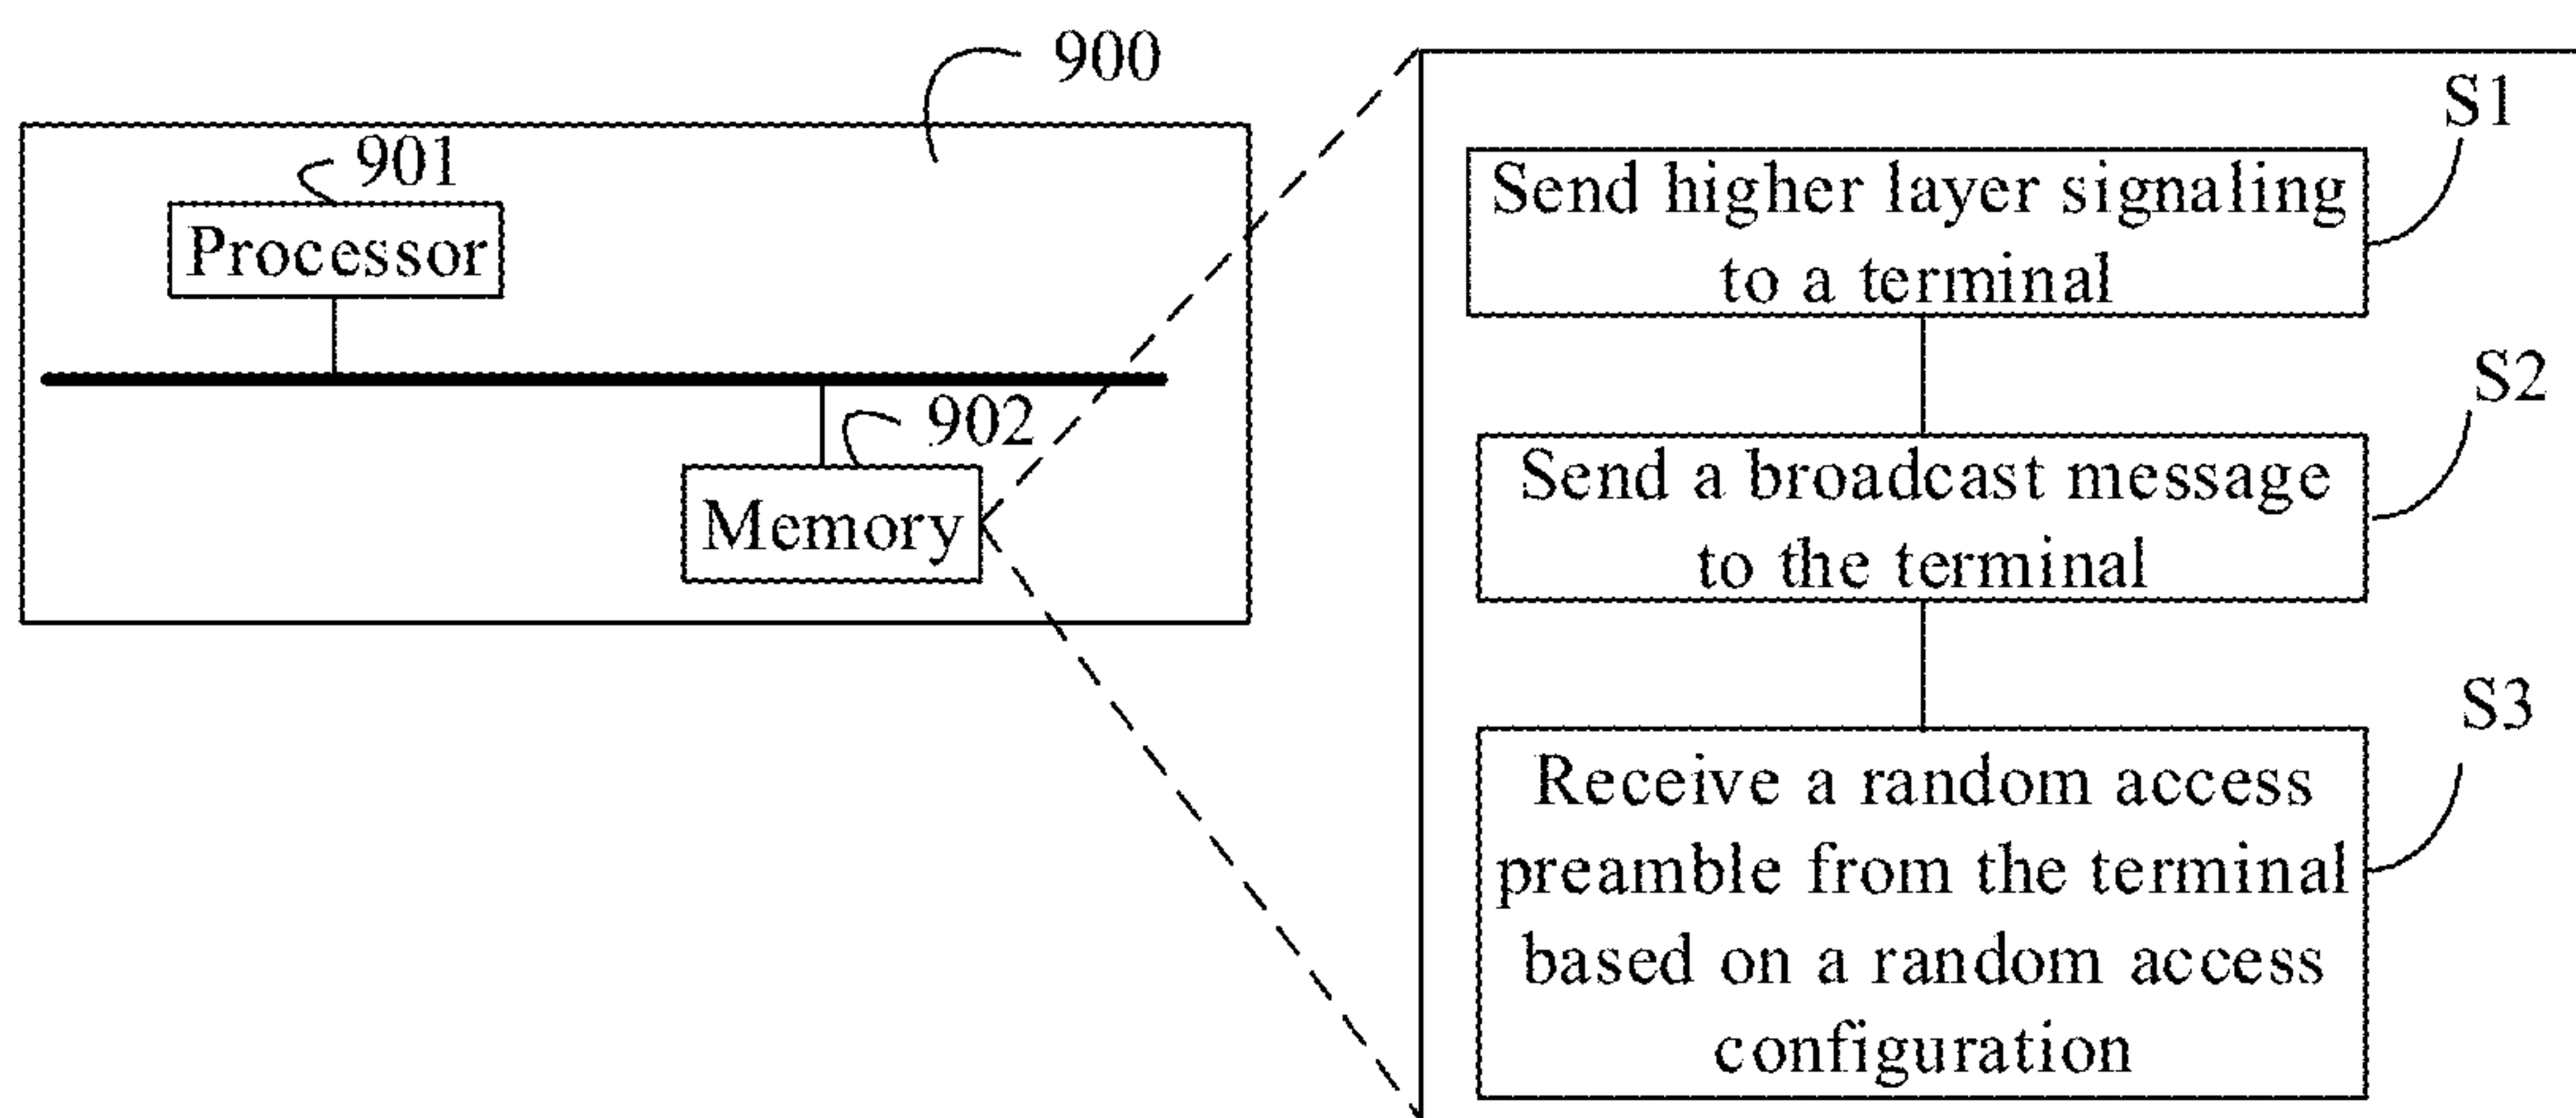 900
901
Processor
902
Memory
S1
Send higher layer signaling
to a terminal
S2
Send a broadcast message
to the terminal
S3
Receive a random access
preamble from the terminal
based on a random access
configuration